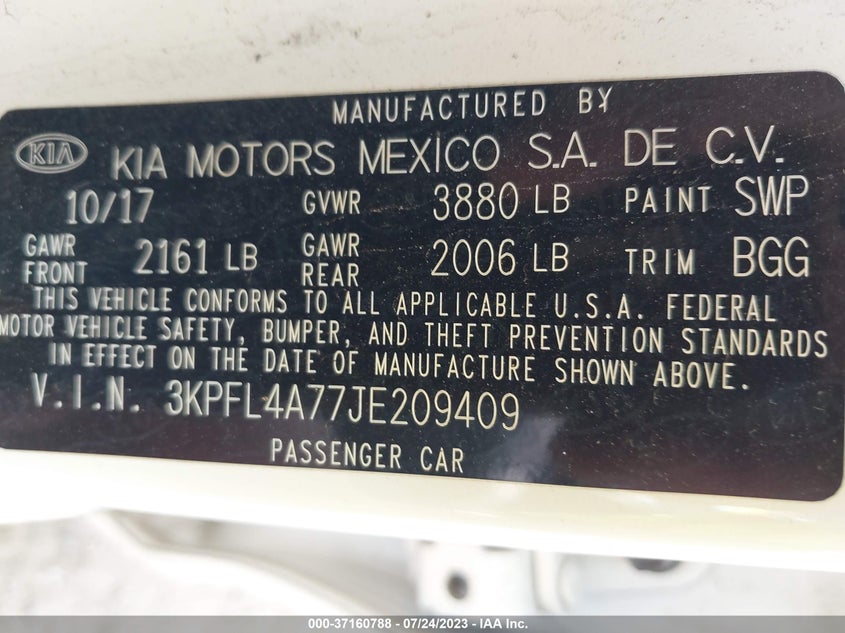 MANUFACTURED BY
KIA KIA MOTORS MEXICO S.A. DE C.V.
10/17 GVWR 3880 LB PAINT SWP
GAWR FRONT 2161 LB GAWR REAR 2006 LB TRIM BGG
THIS VEHICLE CONFORMS TO ALL APPLICABLE U.S.A. FEDERAL
MOTOR VEHICLE SAFETY, BUMPER, AND THEFT PREVENTION STANDARDS
IN EFFECT ON THE DATE OF MANUFACTURE SHOWN ABOVE.
V.I.N. 3KPFL4A77JE209409
PASSENGER CAR
000-37160788 - 07/24/2023 - IAA Inc.